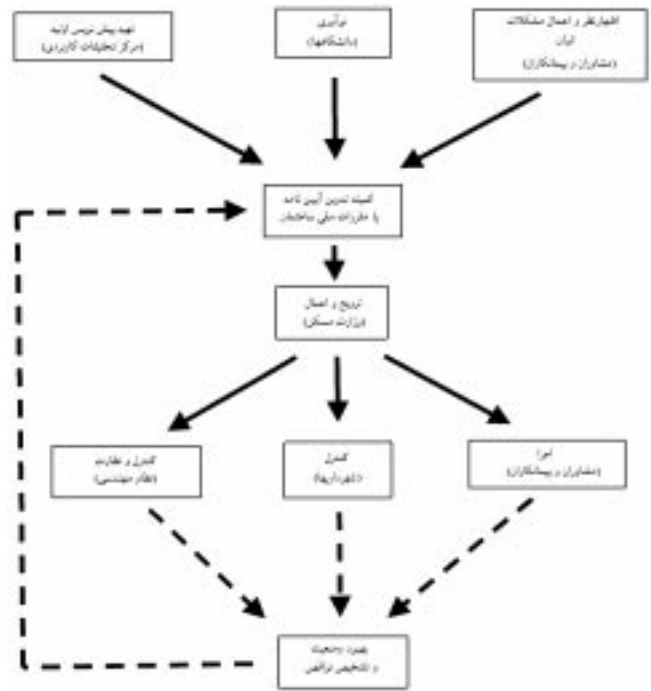 تهیه پیش نویس اولیه
(مرکز تحقیقات کاربردی)
نوآوری
(دانشگاهها)
اظهارنظر و اعمال مشکلات
(مشاوران و پیمانکاران)
کمیته تدوین آیین نامه
یا مقررات ملی ساختمان
ترویج و اعمال
(وزارت مسکن)
کنترل و نظارت
(نظام مهندسی)
کنترل
(شهرداریها)
اجرا
(مشاوران و پیمانکاران)
بهبود وضعیت
و تشخیص نواقص